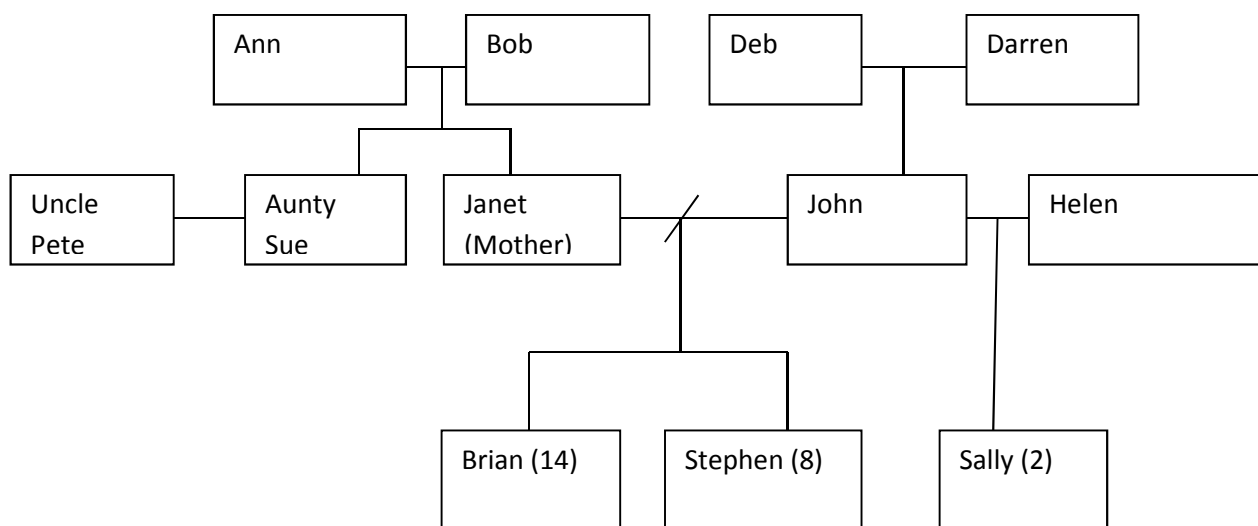 Ann
Bob
Deb
Darren
Uncle
Pete
Aunty
Sue
Janet
(Mother)
John
Helen
Brian (14)
Stephen (8)
Sally (2)